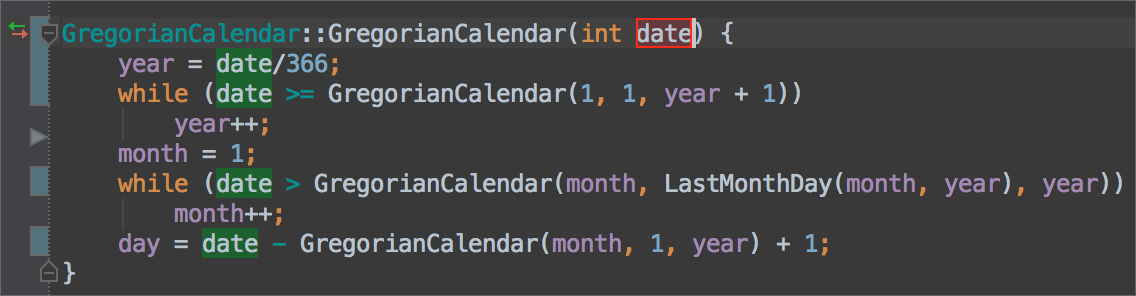 GregorianCalendar::GregorianCalendar(int date) {
year = date/366;
while (date >= GregorianCalendar(1, 1, year + 1))
year++;
month = 1;
while (date > GregorianCalendar(month, LastMonthDay(month, year), year))
month++;
day = date - GregorianCalendar(month, 1, year) + 1;
}